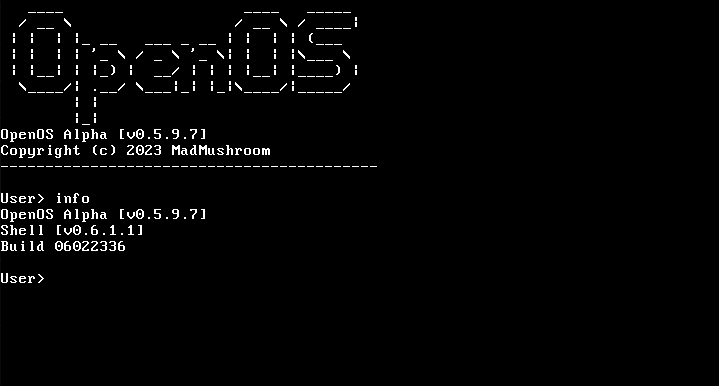 OpenOS
OpenOS Alpha [v0.5.9.7]
Copyright (c) 2023 MadMushroom
------------------------------------------
User> info
OpenOS Alpha [v0.5.9.7]
Shell [v0.6.1.1]
Build 06022336
User>